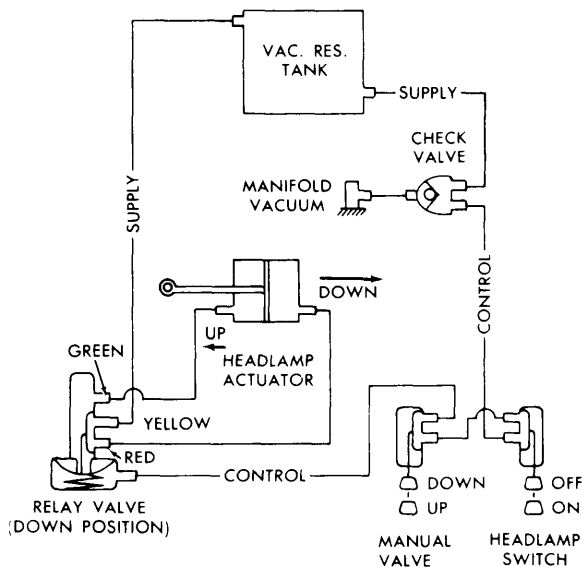 VAC. RES.
TANK
SUPPLY
CHECK
VALVE
MANIFOLD
VACUUM
SUPPLY
CONTROL
DOWN
UP
HEADLAMP
ACTUATOR
GREEN
YELLOW
RED
CONTROL
RELAY VALVE
(DOWN POSITION)
DOWN
UP
MANUAL
VALVE
OFF
ON
HEADLAMP
SWITCH